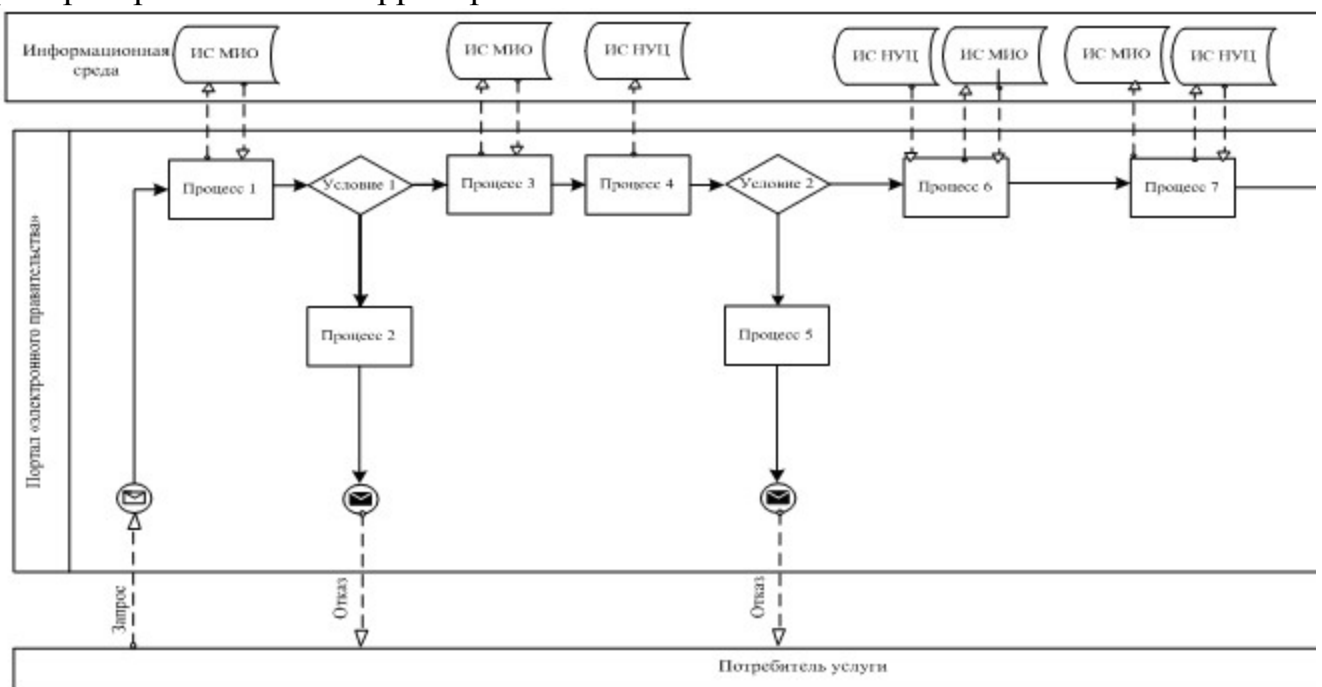 Информационная
среда
ИС МИО
ИС МИО
ИС НУЦ
ИС НУЦ
ИС МИО
ИС МИО
ИС НУЦ
Портал «электронного правительства»
Процесс 1
Условие 1
Процесс 3
Процесс 4
Условие 2
Процесс 6
Процесс 7
Процесс 2
Процесс 5
Запрос
Отказ
Отказ
Потребитель услуги